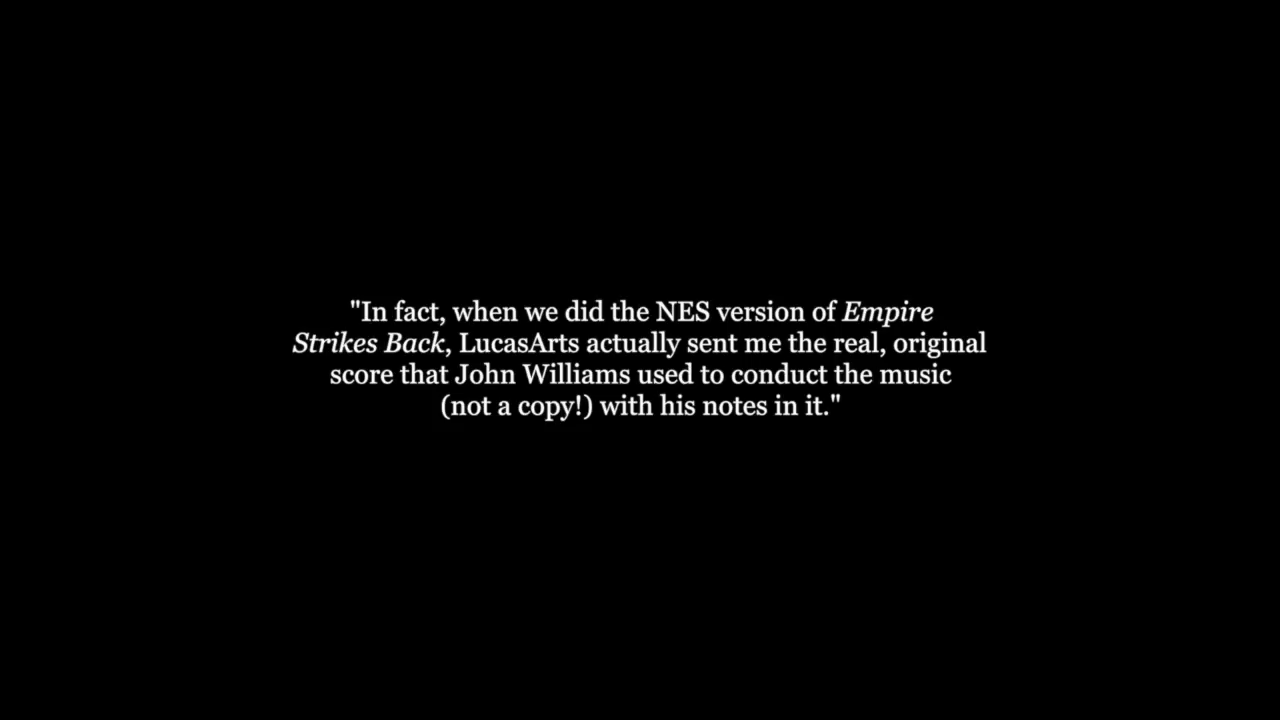 "In fact, when we did the NES version of Empire
Strikes Back, LucasArts actually sent me the real, original
score that John Williams used to conduct the music
(not a copy!) with his notes in it."